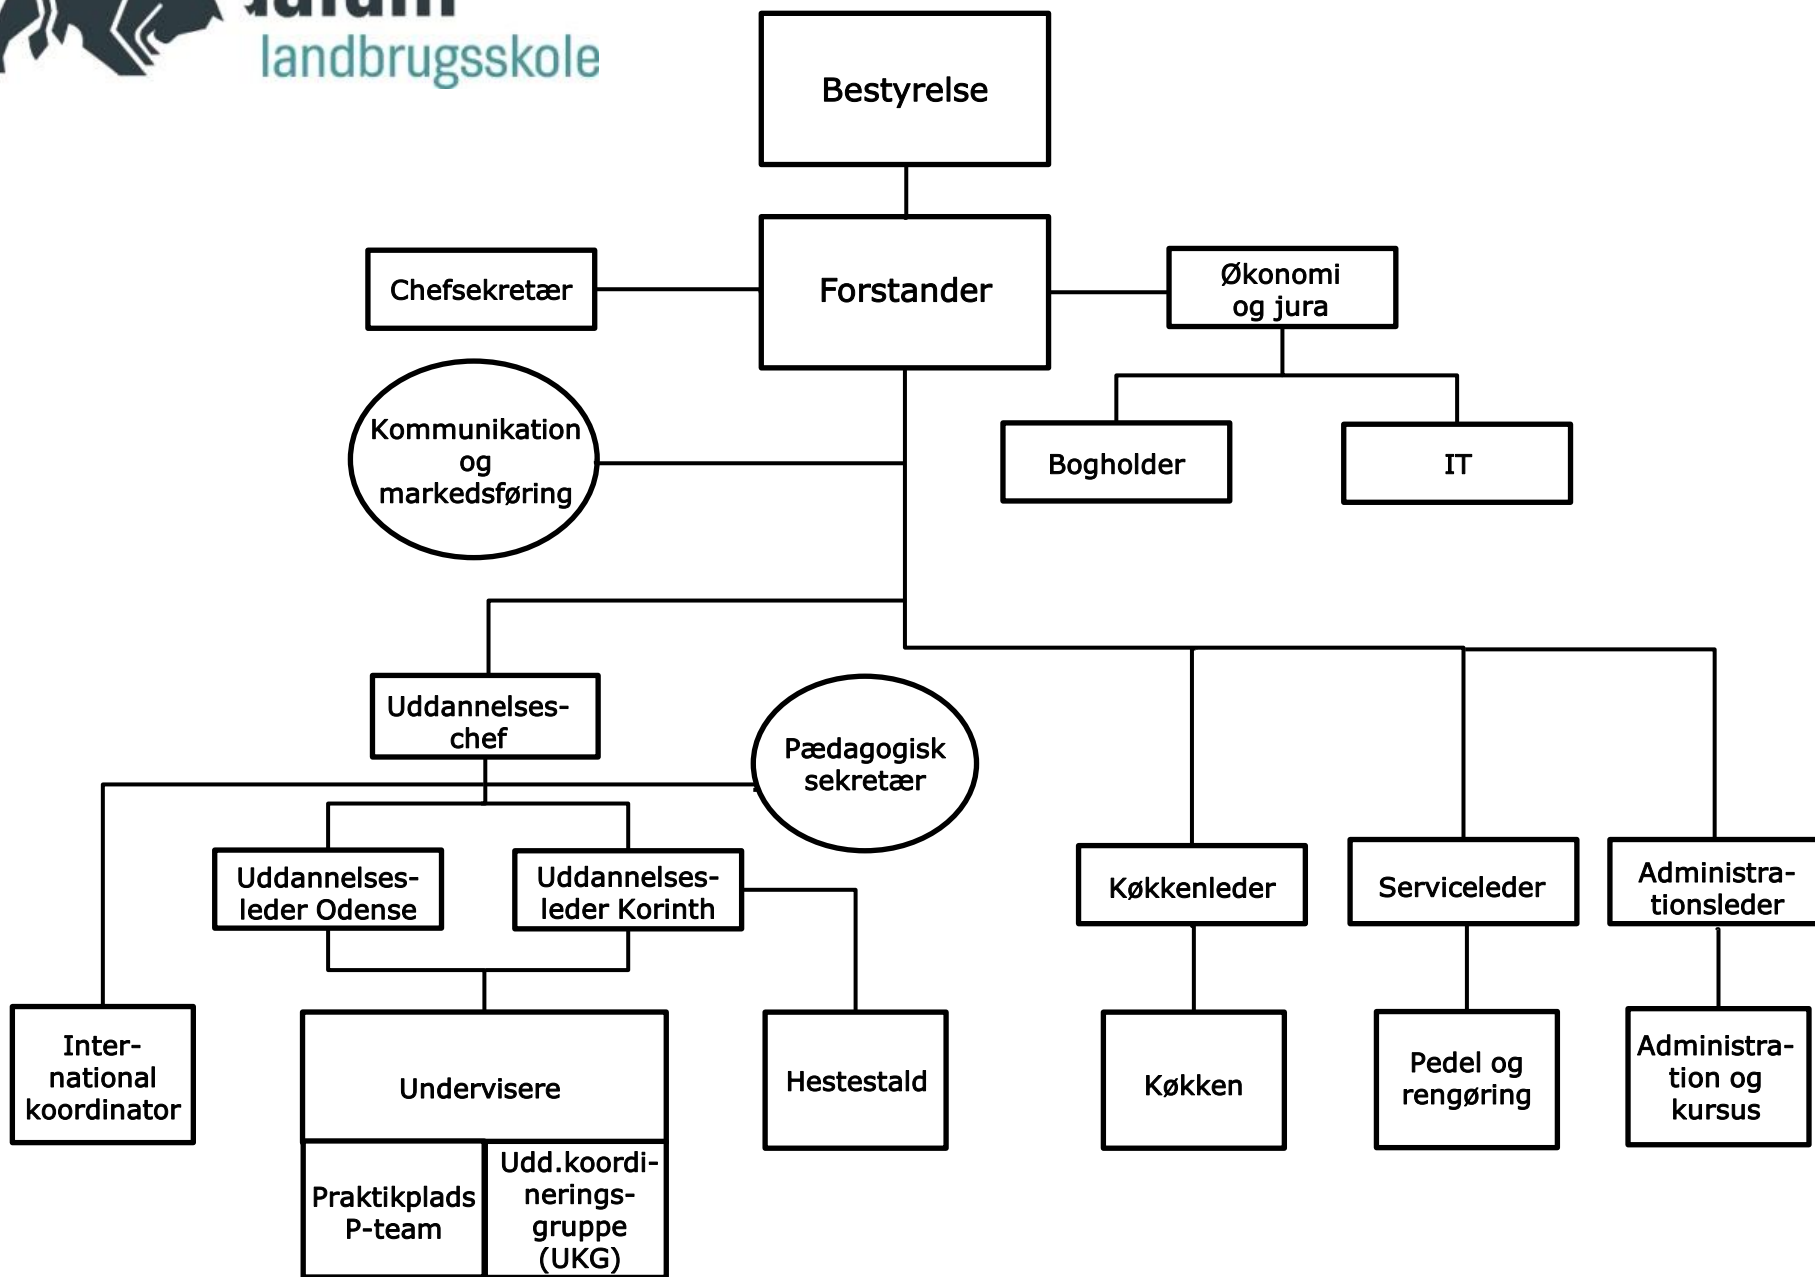 landbrugsskole
Bestyrelse
Chefsekretær
Forstander
Økonomi
og jura
Kommunikation
og
markedsføring
Bogholder
IT
Uddannelses-
chef
Pædagogisk
sekretær
Uddannelses-
leder Odense
Uddannelses-
leder Korinth
Køkkenleder
Serviceleder
Administra-
tionsleder
Inter-
national
koordinator
Undervisere
Praktikplads
P-team
Udd.koordi-
nerings-
gruppe
(UKG)
Hestestald
Køkken
Pedel og
rengøring
Administra-
tion og
kursus